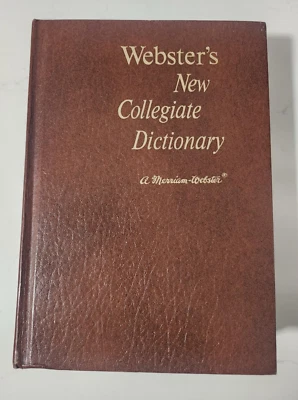 Webster's
New
Collegiate
Dictionary
a Merriam-Webster®